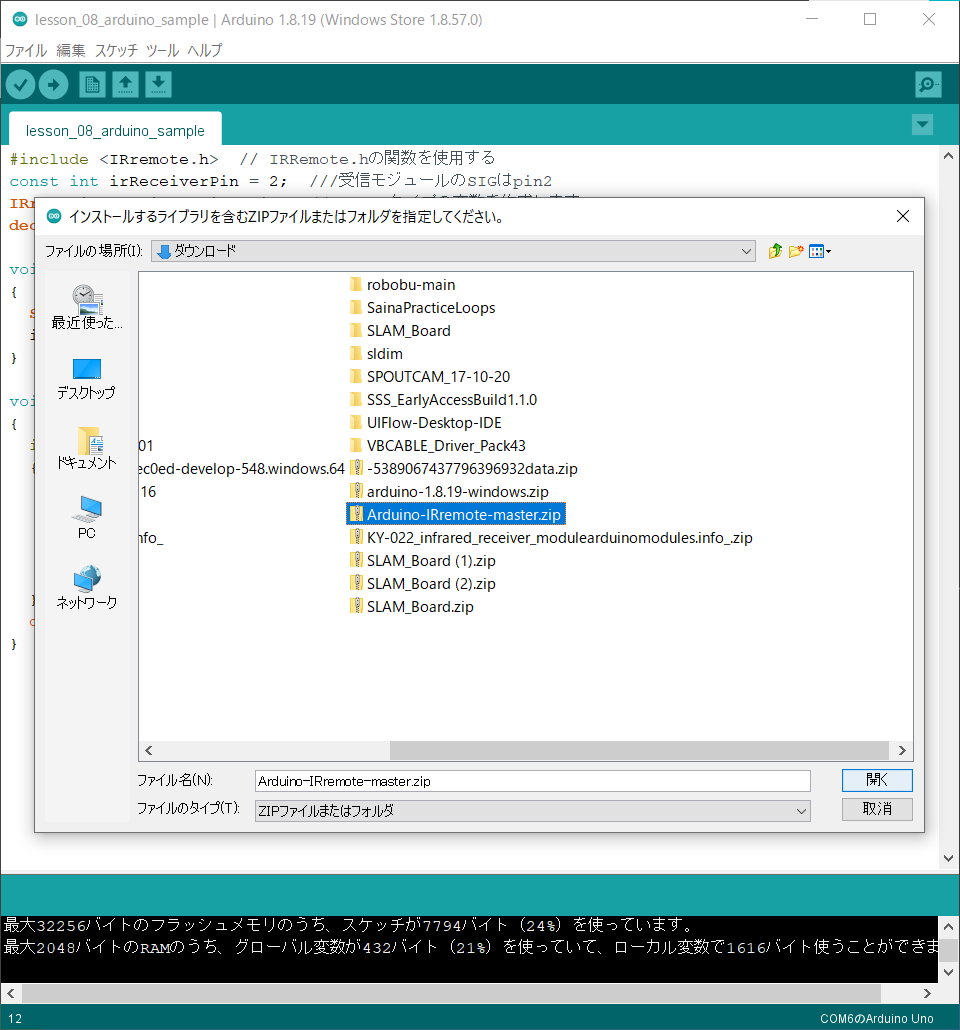 lesson_08_arduino_sample | Arduino 1.8.19 (Windows Store 1.8.57.0)
ファイル 編集 スケッチ ツール ヘルプ
lesson_08_arduino_sample
#include <IRremote.h>  // IRRemote.hの関数を使用する
const int irReceiverPin = 2;  ///受信モジュールのSIGはpin2
インストールするライブラリを含むZIPファイルまたはフォルダを指定してください。
ファイルの場所(I):
ダウンロード
最近使った...
デスクトップ
ドキュメント
PC
ネットワーク
01
ec0ed-develop-548.windows.64
16
nfo_
robobu-main
SainaPracticeLoops
SLAM_Board
sldim
SPOUTCAM_17-10-20
SSS_EarlyAccessBuild1.1.0
UIFlow-Desktop-IDE
VBCABLE_Driver_Pack43
-5389067437796396932data.zip
arduino-1.8.19-windows.zip
Arduino-IRremote-master.zip
KY-022_infrared_receiver_modulearduinomodules.info_.zip
SLAM_Board (1).zip
SLAM_Board (2).zip
SLAM_Board.zip
voi
{
}
voi
{
}
ファイル名(N):
Arduino-IRremote-master.zip
開く
ファイルのタイプ(T):
ZIPファイルまたはフォルダ
取消
最大32256バイトのフラッシュメモリのうち、スケッチが7794バイト（24%）を使っています。
最大2048バイトのRAMのうち、グローバル変数が432バイト（21%）を使っていて、ローカル変数で1616バイト使うことができま
12
COM6のArduino Uno